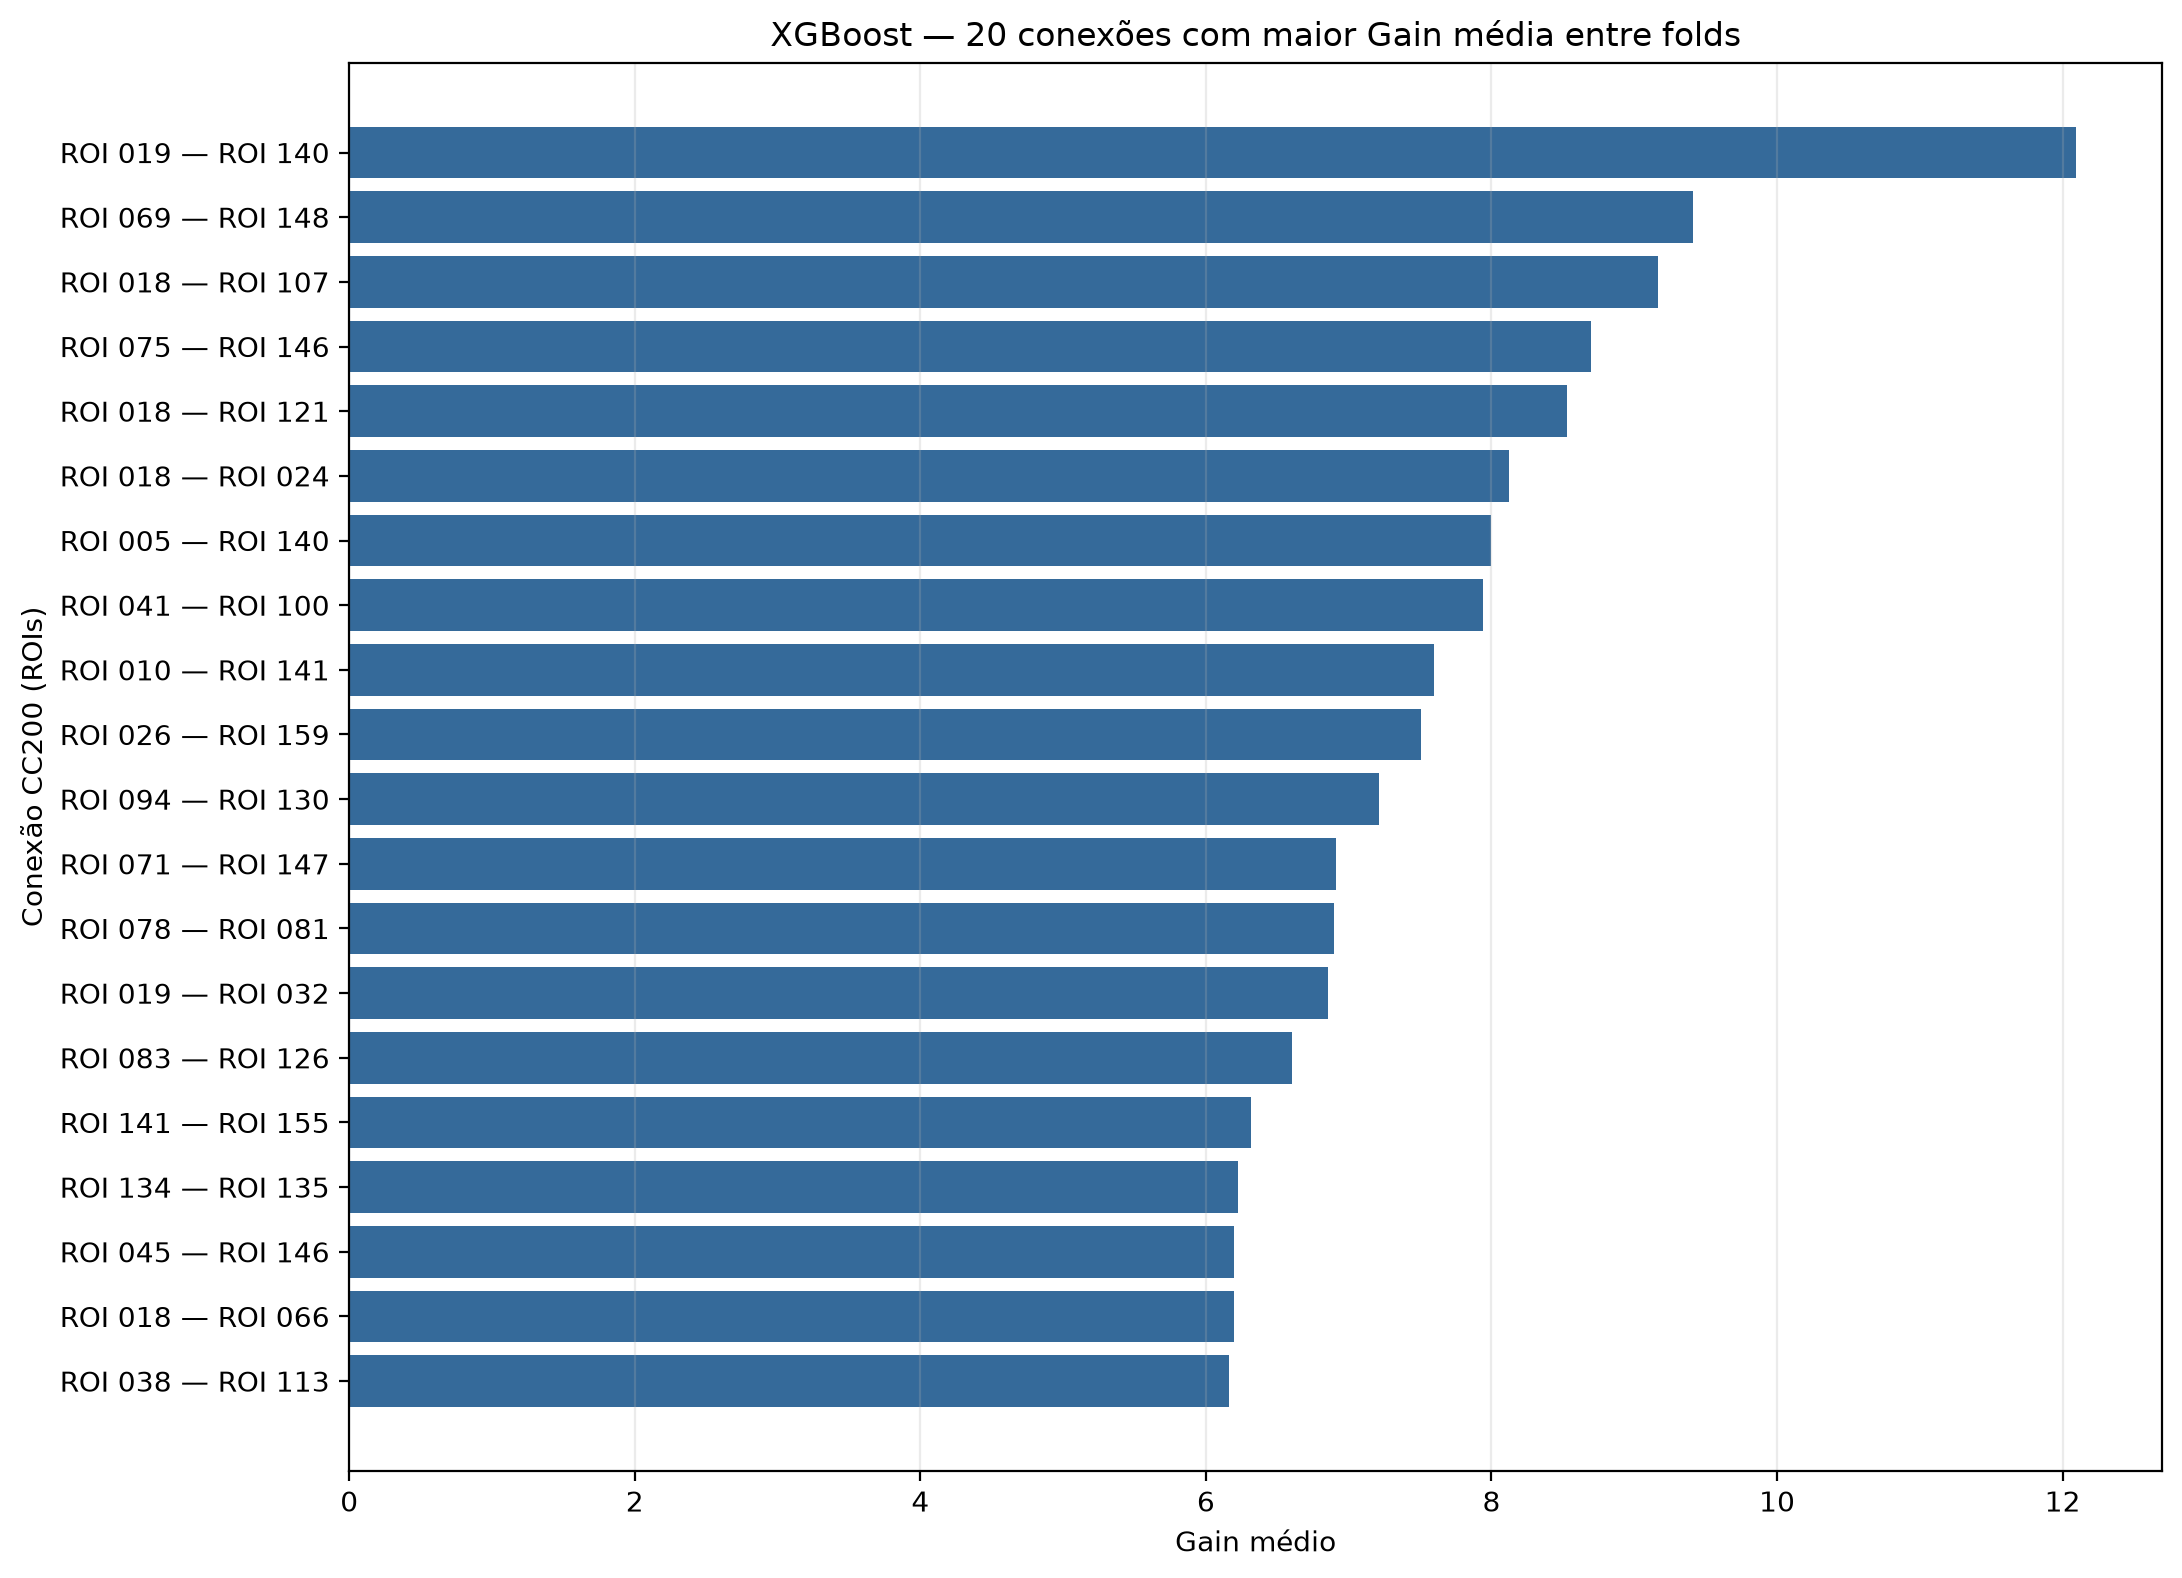 XGBoost — 20 conexões com maior Gain média entre folds
Conexão CC200 (ROIs)
ROI 019 — ROI 140
ROI 069 — ROI 148
ROI 018 — ROI 107
ROI 075 — ROI 146
ROI 018 — ROI 121
ROI 018 — ROI 024
ROI 005 — ROI 140
ROI 041 — ROI 100
ROI 010 — ROI 141
ROI 026 — ROI 159
ROI 094 — ROI 130
ROI 071 — ROI 147
ROI 078 — ROI 081
ROI 019 — ROI 032
ROI 083 — ROI 126
ROI 141 — ROI 155
ROI 134 — ROI 135
ROI 045 — ROI 146
ROI 018 — ROI 066
ROI 038 — ROI 113
0 2 4 6 8 10 12
Gain médio